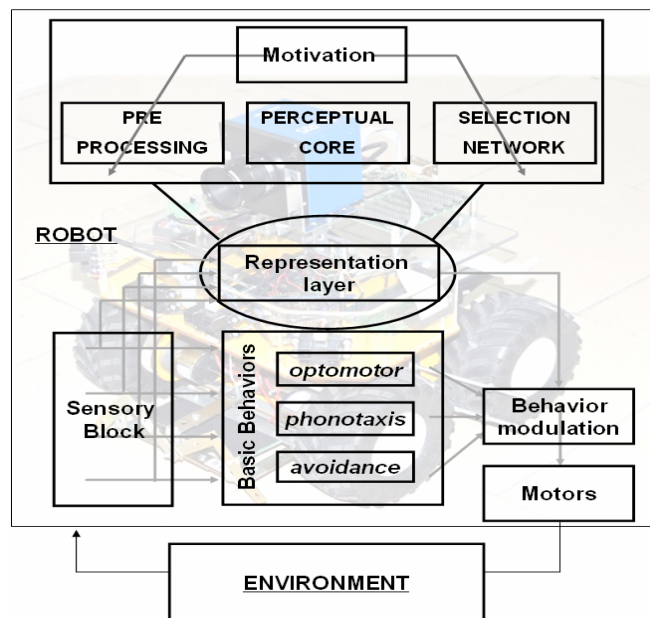 Motivation
PRE
PROCESSING
PERCEPTUAL
CORE
SELECTION
NETWORK
ROBOT
Representation
layer
Sensory
Block
Basic Behaviors
optomotor
phonotaxis
avoidance
Behavior
modulation
Motors
ENVIRONMENT